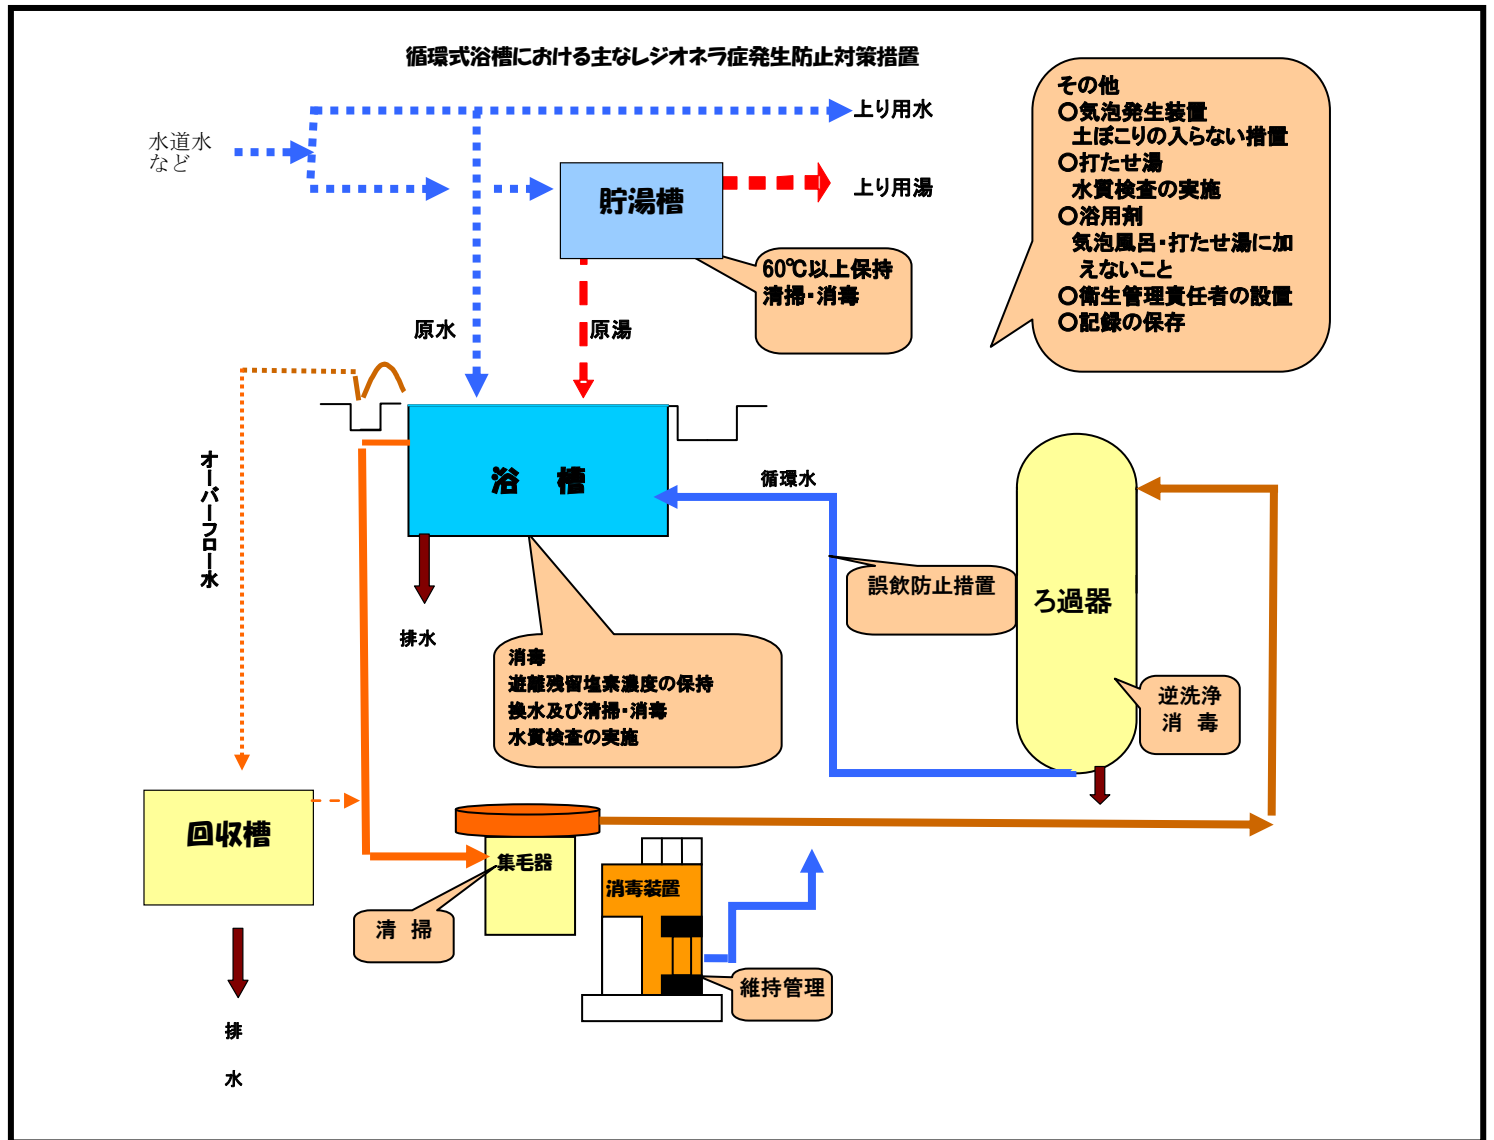 循環式浴槽における主なレジオネラ症発生防止対策措置
水道水
など
上り用水
上り用湯
貯湯槽
60℃以上保持
清掃・消毒
その他
○気泡発生装置
土ぼこりの入らない措置
○打たせ湯
水質検査の実施
○浴用剤
気泡風呂・打たせ湯に加
えないこと
○衛生管理責任者の設置
○記録の保存
原水
原湯
オーバーフロー水
浴　槽
循環水
誤飲防止措置
ろ過器
逆洗浄
消　毒
排水
消毒
遊離残留塩素濃度の保持
換水及び清掃・消毒
水質検査の実施
回収槽
集毛器
清　掃
消毒装置
維持管理
排
水